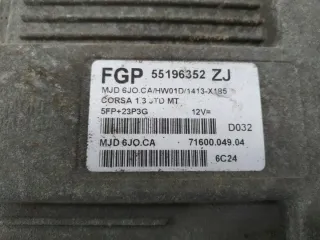 FGP 55196352 ZJ
MJD 6JO.CA/HW01D/1413-X185
CORSA 1.3 JTD MT
5FP+23P3G 12V=
D032
MJD 6JO.CA 71600.049.04
6C24